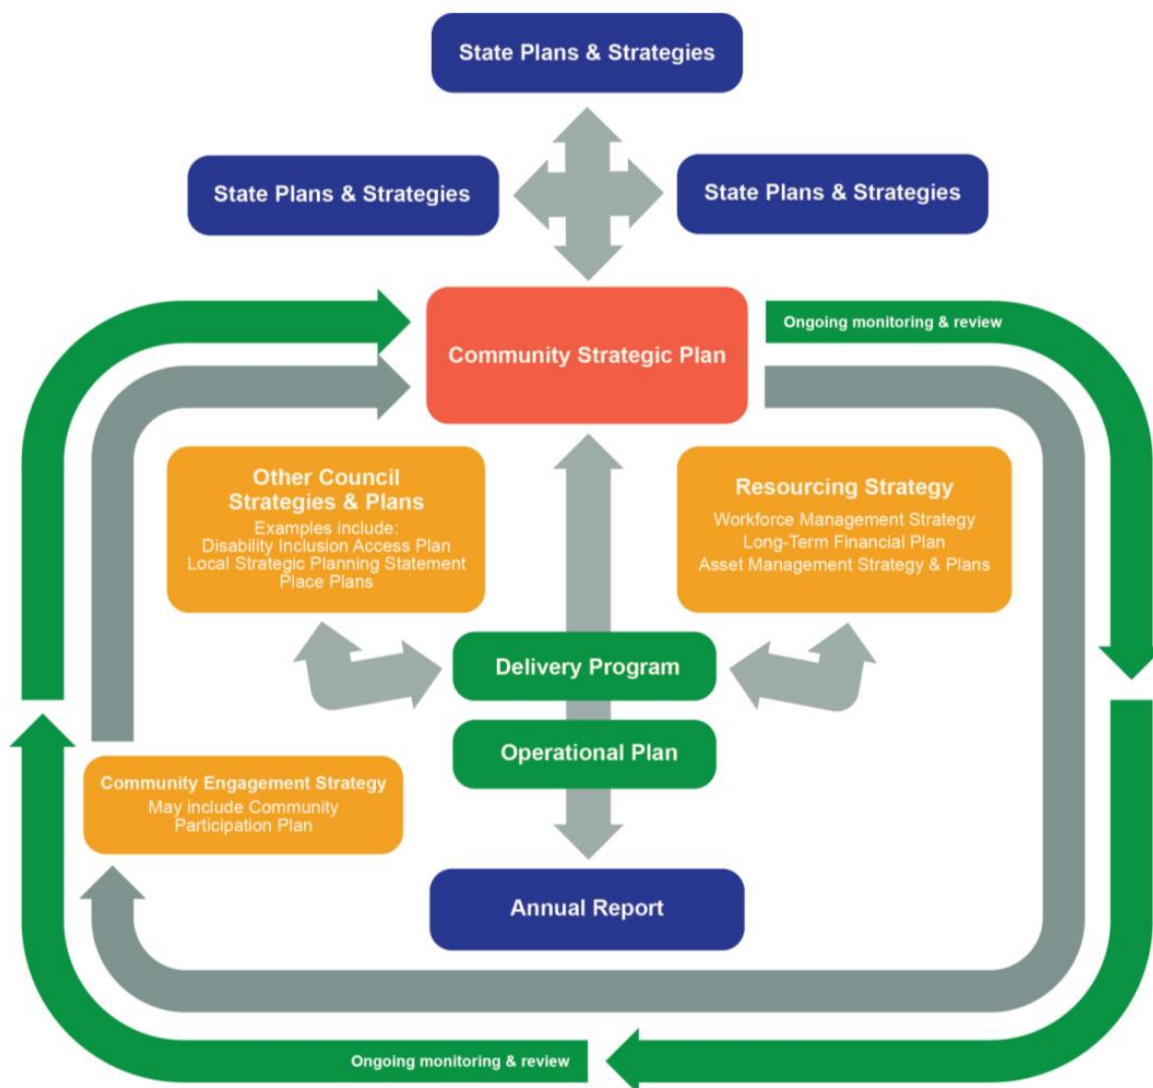 State Plans & Strategies
State Plans & Strategies
State Plans & Strategies
Community Strategic Plan
Ongoing monitoring & review
Other Council
Strategies & Plans
Examples include:
Disability Inclusion Access Plan
Local Strategic Planning Statement
Place Plans
Resourcing Strategy
Workforce Management Strategy
Long-Term Financial Plan
Asset Management Strategy & Plans
Delivery Program
Operational Plan
Community Engagement Strategy
May include Community
Participation Plan
Annual Report
Ongoing monitoring & review